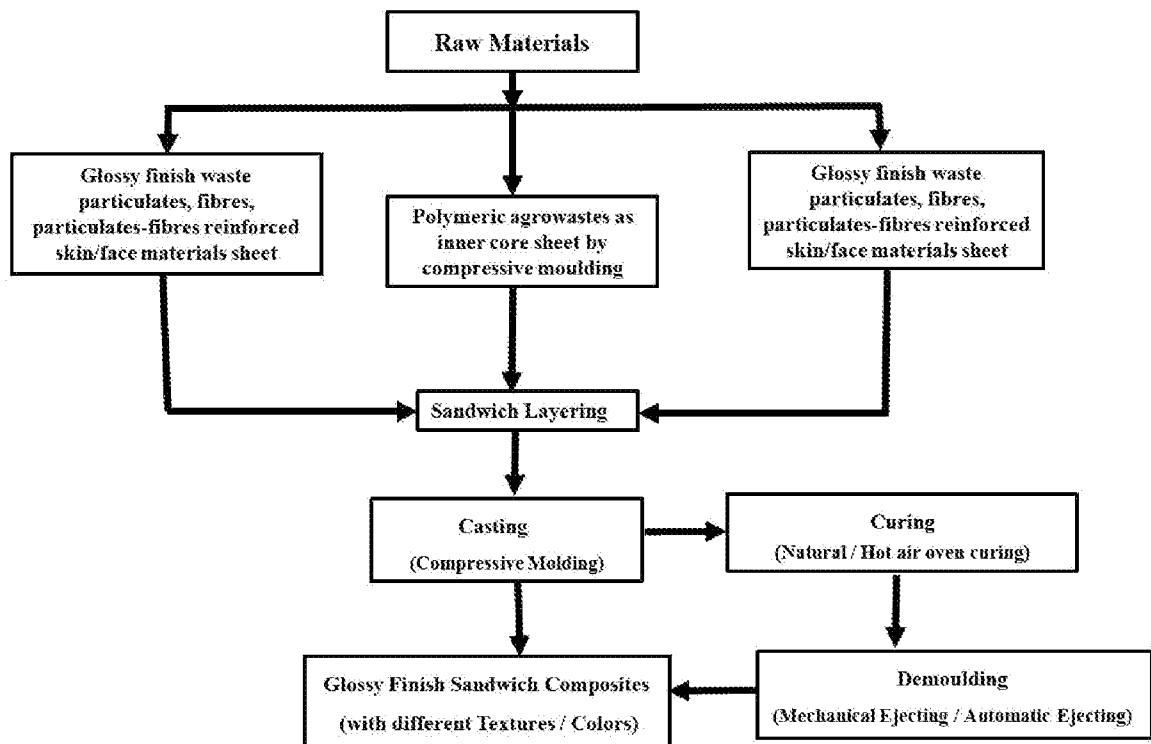 Raw Materials
Glossy finish waste
particulates, fibres,
particulates-fibres reinforced
skin/face materials sheet
Polymeric agrowastes as
inner core sheet by
compressive moulding
Glossy finish waste
particulates, fibres,
particulates-fibres reinforced
skin/face materials sheet
Sandwich Layering
Casting
(Compressive Molding)
Curing
(Natural / Hot air oven curing)
Glossy Finish Sandwich Composites
(with different Textures / Colors)
Demoulding
(Mechanical Ejecting / Automatic Ejecting)